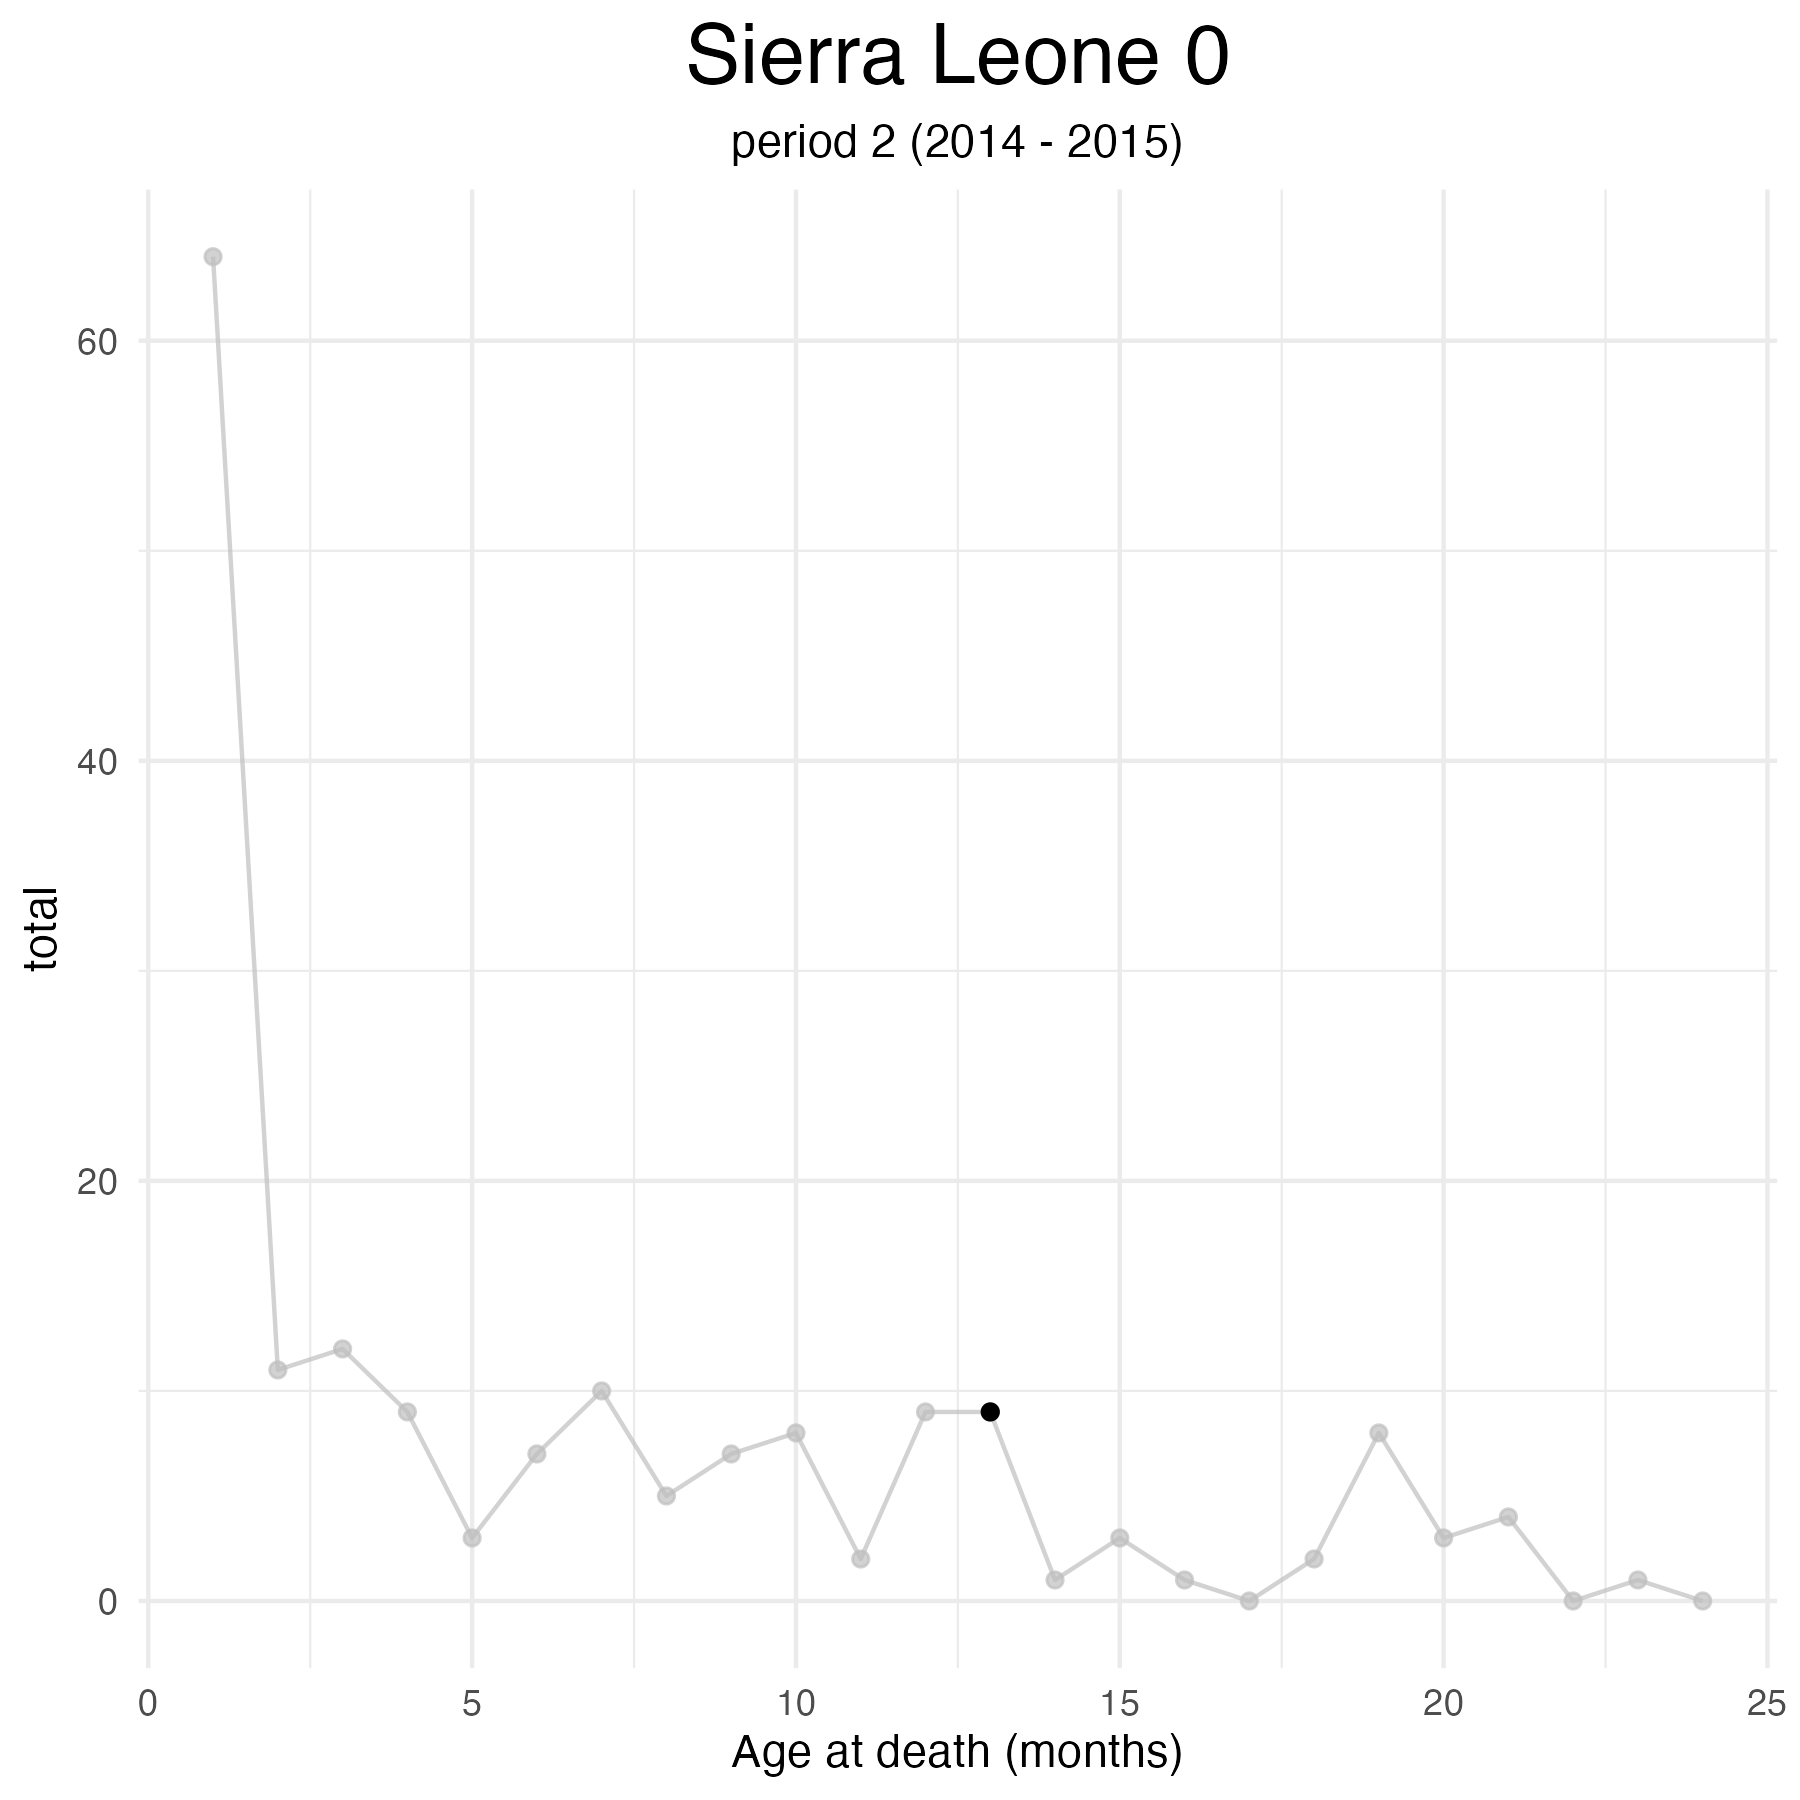 Sierra Leone 0
period 2 (2014 - 2015)
60
40
20
0
total
0 5 10 15 20 25
Age at death (months)